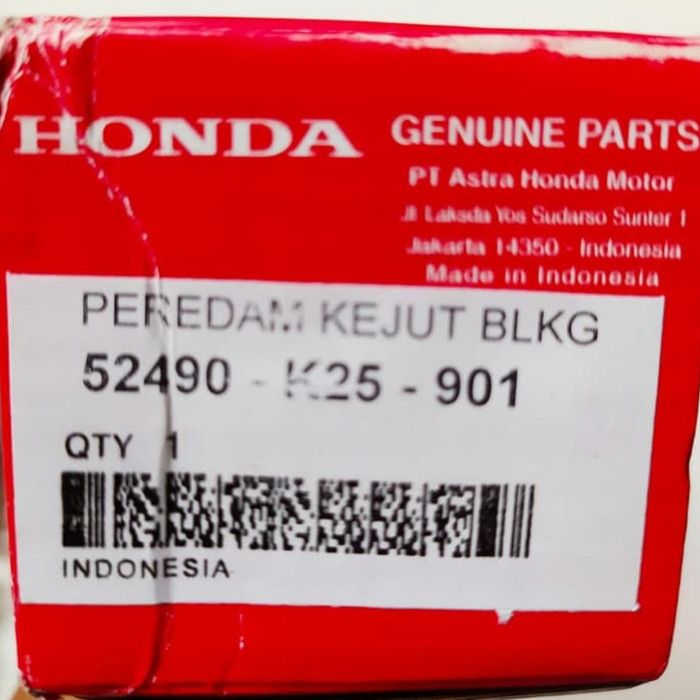 HONDA
GENUINE PARTS
PT Astra Honda Motor
Jl Laksda Yos Sudarso Sunter 1
Jakarta 14350 - Indonesia
Made in Indonesia
PEREDAM KEJUT BLKG
52490 - K25 - 901
QTY 1
INDONESIA